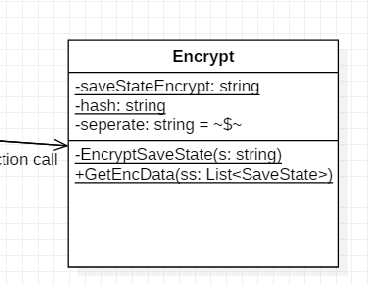 Encrypt
-saveStateEncrypt: string
-hash: string
-seperate: string = ~$~
ction call
-EncryptSaveState(s: string)
+GetEncData(ss: List<SaveState>)